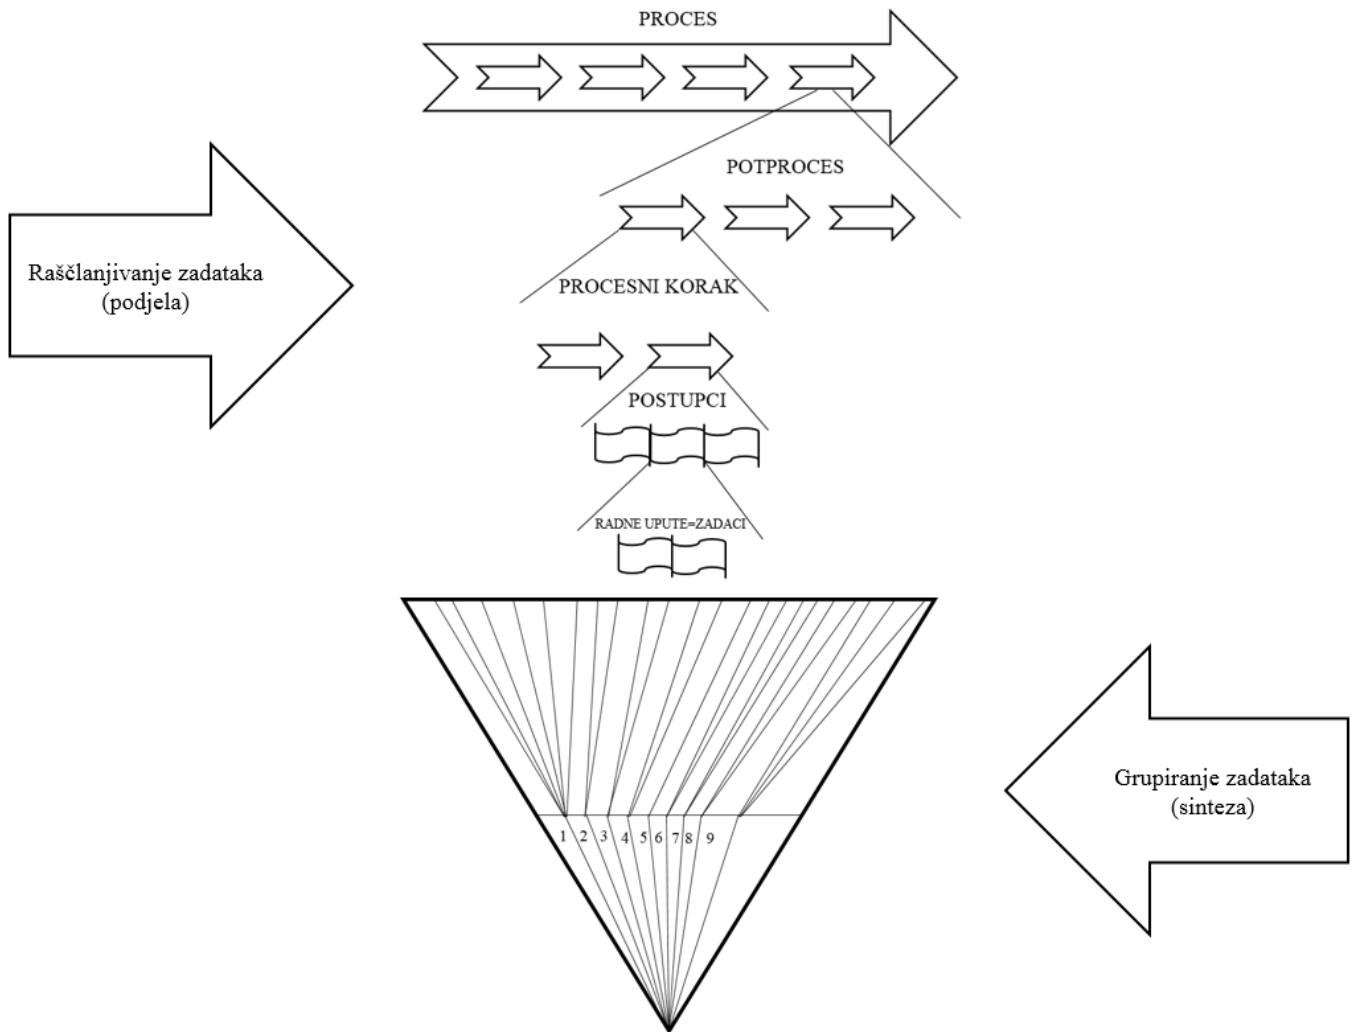 PROCES
POTPROCES
Raščlanjivanje zadataka
(podjela)
PROCESNI KORAK
POSTUPCI
RADNE UPUTE=ZADACI
Grupiranje zadataka
(sinteza)
1 2 3 4 5 6 7 8 9